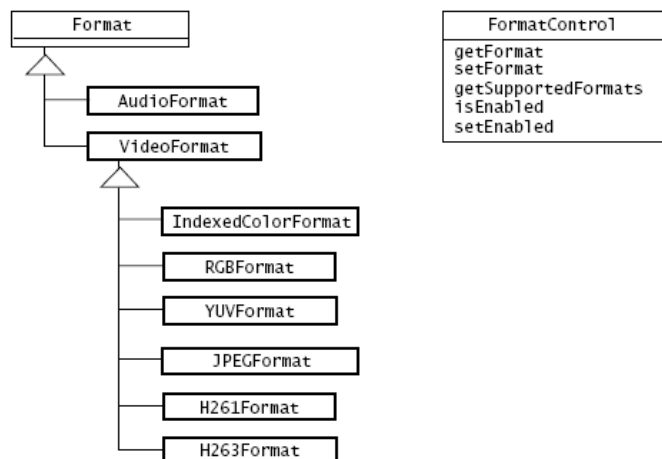 Format
AudioFormat
VideoFormat
IndexedColorFormat
RGBFormat
YUVFormat
JPEGFormat
H261Format
H263Format
FormatControl
getFormat
setFormat
getSupportedFormats
isEnabled
setEnabled